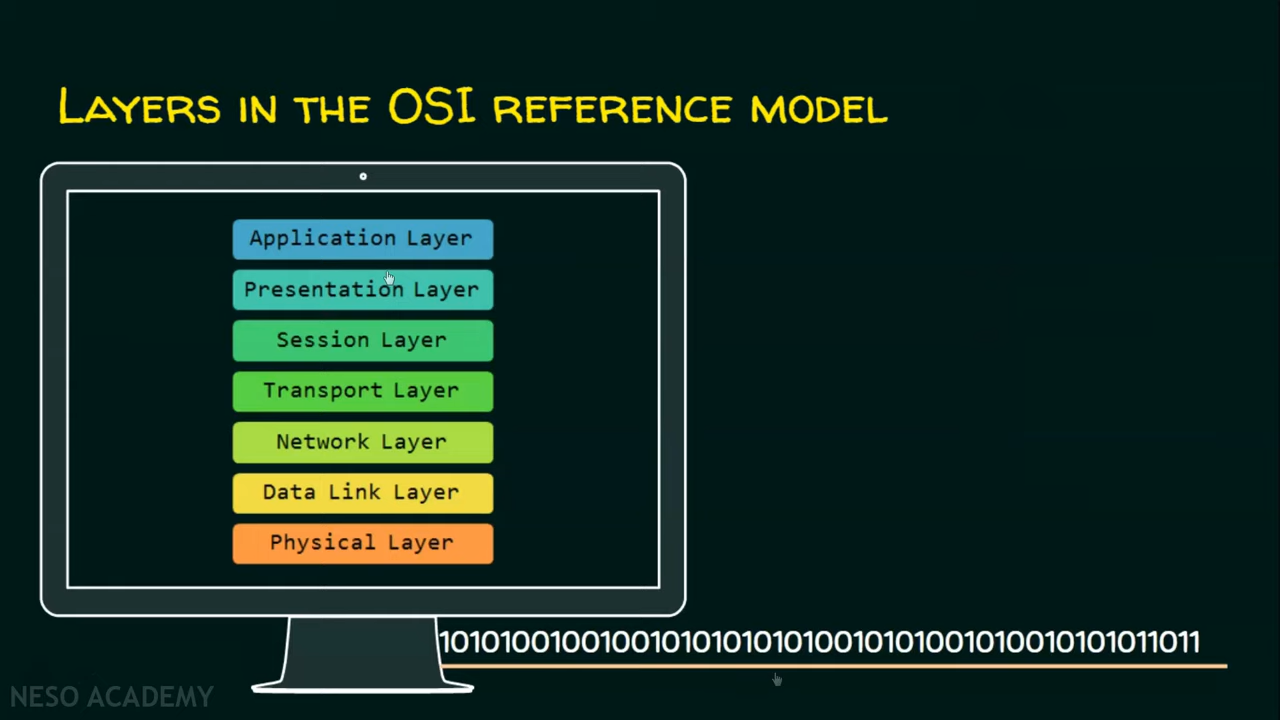 LAYERS IN THE OSI REFERENCE MODEL
Application Layer
Presentation Layer
Session Layer
Transport Layer
Network Layer
Data Link Layer
Physical Layer
1010100100100101010101010010101001010010101011011
NESO ACADEMY